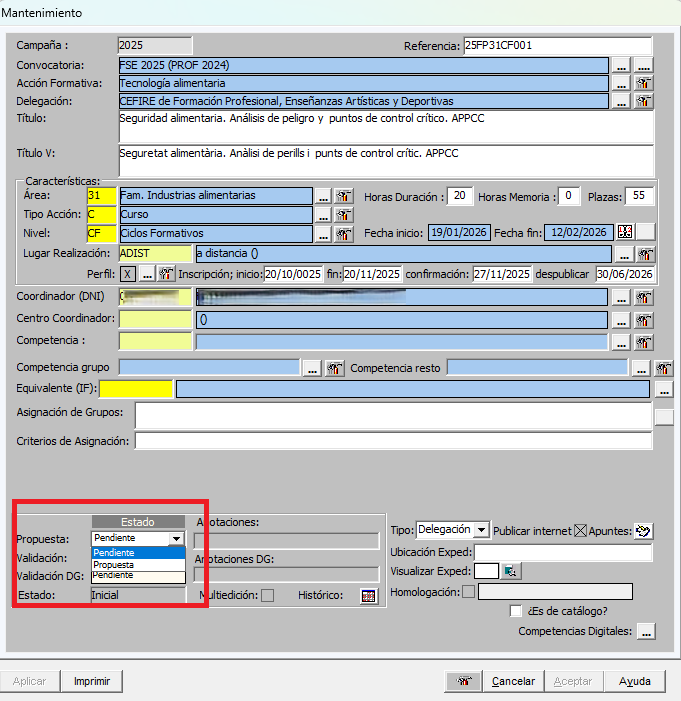 Mantenimiento
Campaña : 2025 Referencia: 25FP31CF001
Convocatoria: FSE 2025 (PROF 2024) ... ....
Acción Formativa: Tecnología alimentaria ...
Delegación: CEFIRE de Formación Profesional, Enseñanzas Artísticas y Deportivas ...
Título: Seguridad alimentaria. Análisis de peligro y puntos de control crítico. APPCC
Título V: Seguretat alimentària. Anàlisi de perills i punts de control crític. APPCC
Características:
Área: 31 Fam. Industrias alimentarias ... Horas Duración : 20 Horas Memoria : 0 Plazas: 55
Tipo Acción: C Curso ...
Nivel: CF Ciclos Formativos ... Fecha inicio: 19/01/2026 Fecha fin: 12/02/2026
Lugar Realización: ADIST a distancia () ...
Perfil: X ... Inscripción; inicio: 20/10/0025 fin: 20/11/2025 confirmación: 27/11/2025 despublicar 30/06/2026
Coordinador (DNI) ...
Centro Coordinador: () ...
Competencia : ...
Competencia grupo ... Competencia resto ...
Equivalente (IF): ...
Asignación de Grupos:
Criterios de Asignación:
Estado Anotaciones:
Propuesta: Pendiente
Pendiente
Propuesta
Validación: Anotaciones DG:
Validación DG: Pendiente
Estado: Inicial Multiedición: Histórico:
Tipo: Delegación Publicar internet Apuntes:
Ubicación Exped:
Visualizar Exped:
Homologación:
¿Es de catálogo?
Competencias Digitales: ...
Aplicar Imprimir Cancelar Aceptar Ayuda